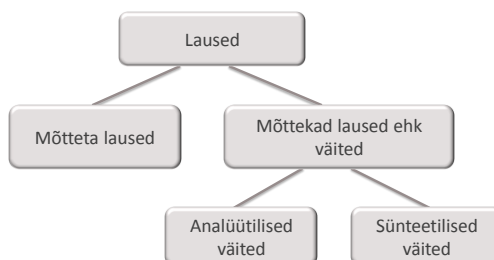 Laused
Mõtteta laused
Mõttekad laused ehk
väited
Analüütilised
väited
Sünteetilised
väited